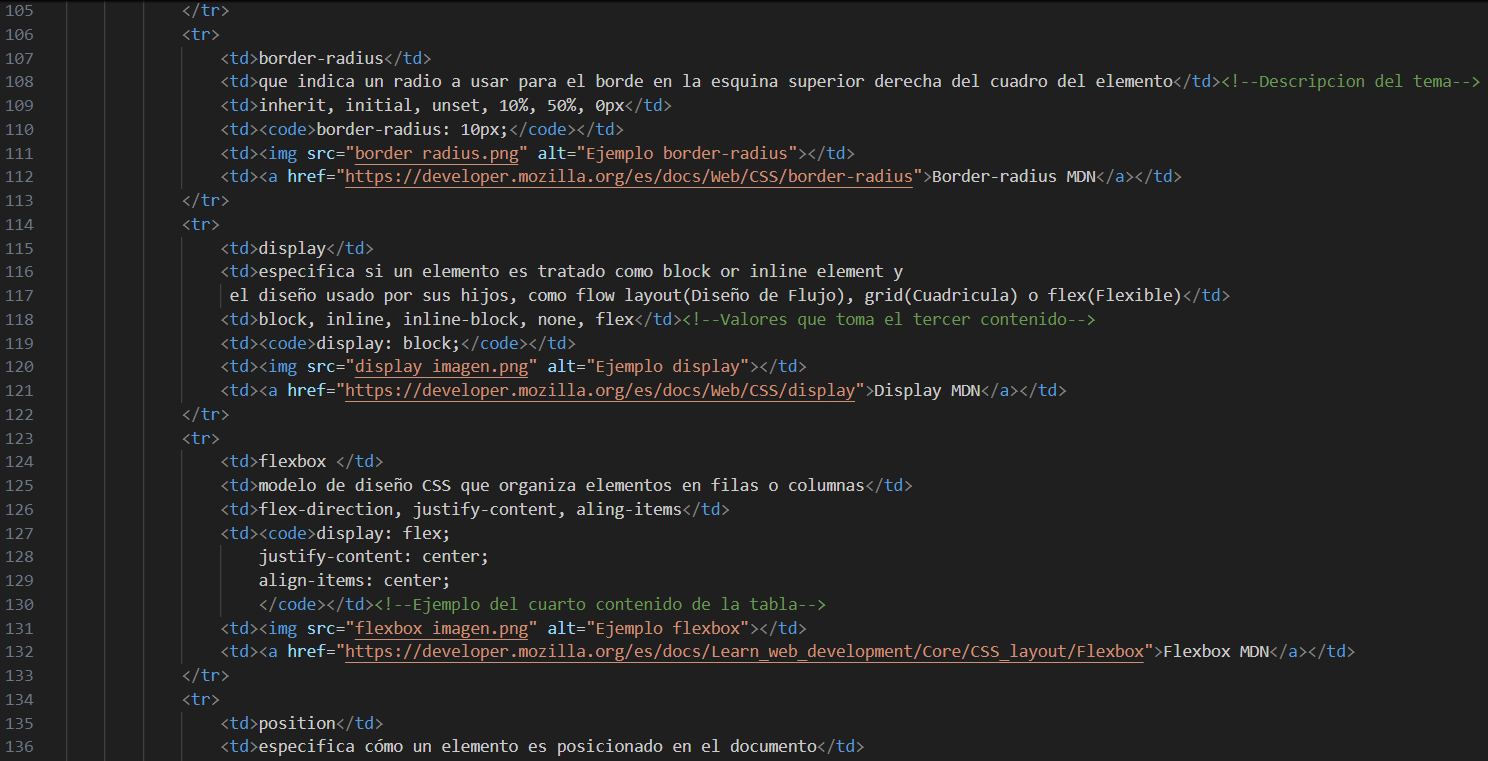 105 </tr>
106 <tr>
107 <td>border-radius</td>
108 <td>que indica un radio a usar para el borde en la esquina superior derecha del cuadro del elemento</td><!--Descripcion del tema-->
109 <td>inherit, initial, unset, 10%, 50%, 0px</td>
110 <td><code>border-radius: 10px;</code></td>
111 <td><img src="border radius.png" alt="Ejemplo border-radius"></td>
112 <td><a href="https://developer.mozilla.org/es/docs/Web/CSS/border-radius">Border-radius MDN</a></td>
113 </tr>
114 <tr>
115 <td>display</td>
116 <td>especifica si un elemento es tratado como block or inline element y
117 el diseño usado por sus hijos, como flow layout(Diseño de Flujo), grid(Cuadricula) o flex(Flexible)</td>
118 <td>block, inline, inline-block, none, flex</td><!--Valores que toma el tercer contenido-->
119 <td><code>display: block;</code></td>
120 <td><img src="display imagen.png" alt="Ejemplo display"></td>
121 <td><a href="https://developer.mozilla.org/es/docs/Web/CSS/display">Display MDN</a></td>
122 </tr>
123 <tr>
124 <td>flexbox </td>
125 <td>modelo de diseño CSS que organiza elementos en filas o columnas</td>
126 <td>flex-direction, justify-content, aling-items</td>
127 <td><code>display: flex;
128 justify-content: center;
129 align-items: center;
130 </code></td><!--Ejemplo del cuarto contenido de la tabla-->
131 <td><img src="flexbox imagen.png" alt="Ejemplo flexbox"></td>
132 <td><a href="https://developer.mozilla.org/es/docs/Learn_web_development/Core/CSS_layout/Flexbox">Flexbox MDN</a></td>
133 </tr>
134 <tr>
135 <td>position</td>
136 <td>especifica cómo un elemento es posicionado en el documento</td>